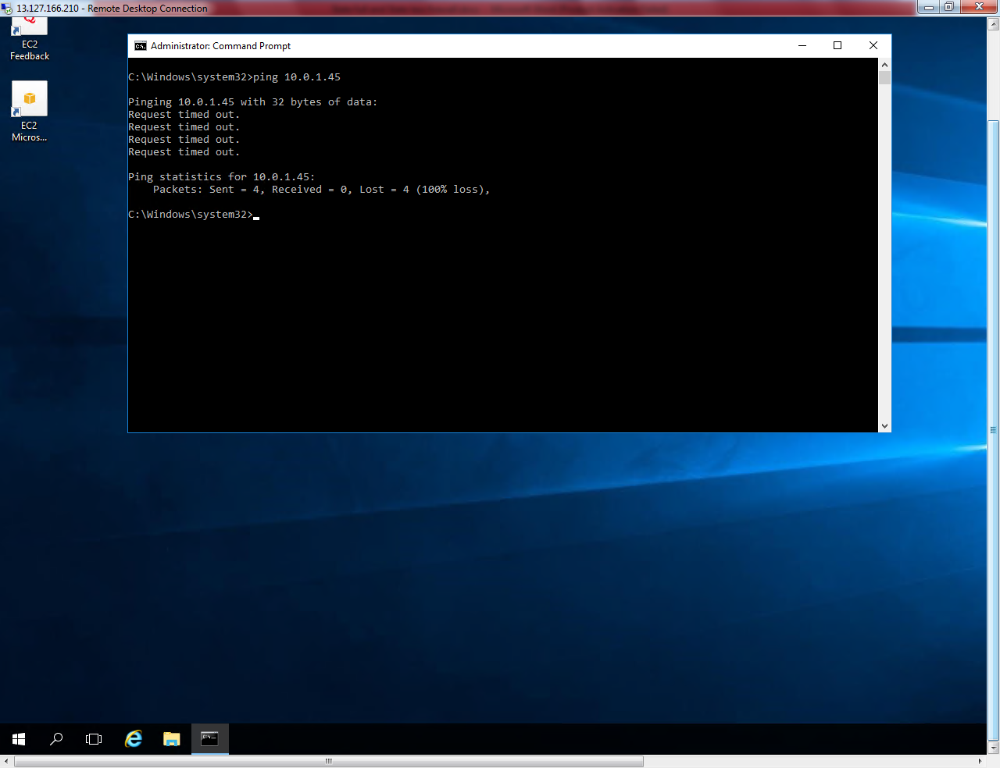 13.127.166.210 - Remote Desktop Connection
EC2
Feedback
EC2
Micros...
Administrator: Command Prompt
C:\Windows\system32>ping 10.0.1.45
Pinging 10.0.1.45 with 32 bytes of data:
Request timed out.
Request timed out.
Request timed out.
Request timed out.
Ping statistics for 10.0.1.45:
    Packets: Sent = 4, Received = 0, Lost = 4 (100% loss),
C:\Windows\system32>